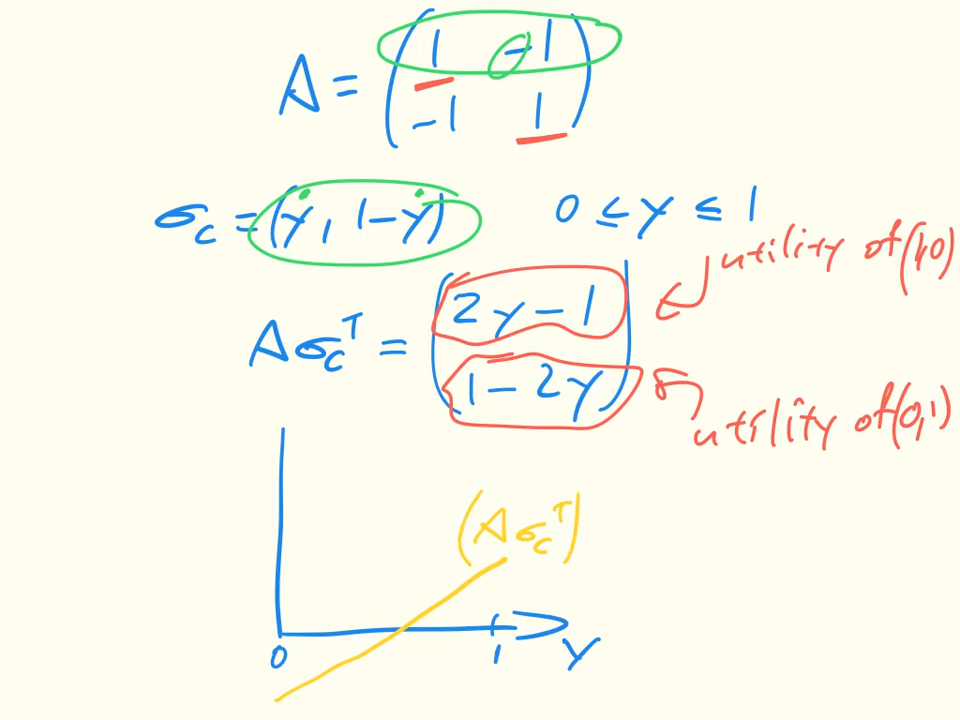 A = ( 1 -1
-1 1 )
σc = (y, 1-y) 0 ≤ y ≤ 1
utility of (1,0)
Aσc^T = ( 2y-1
1-2y )
utility of (0,1)
(Aσc^T)
0 1 y